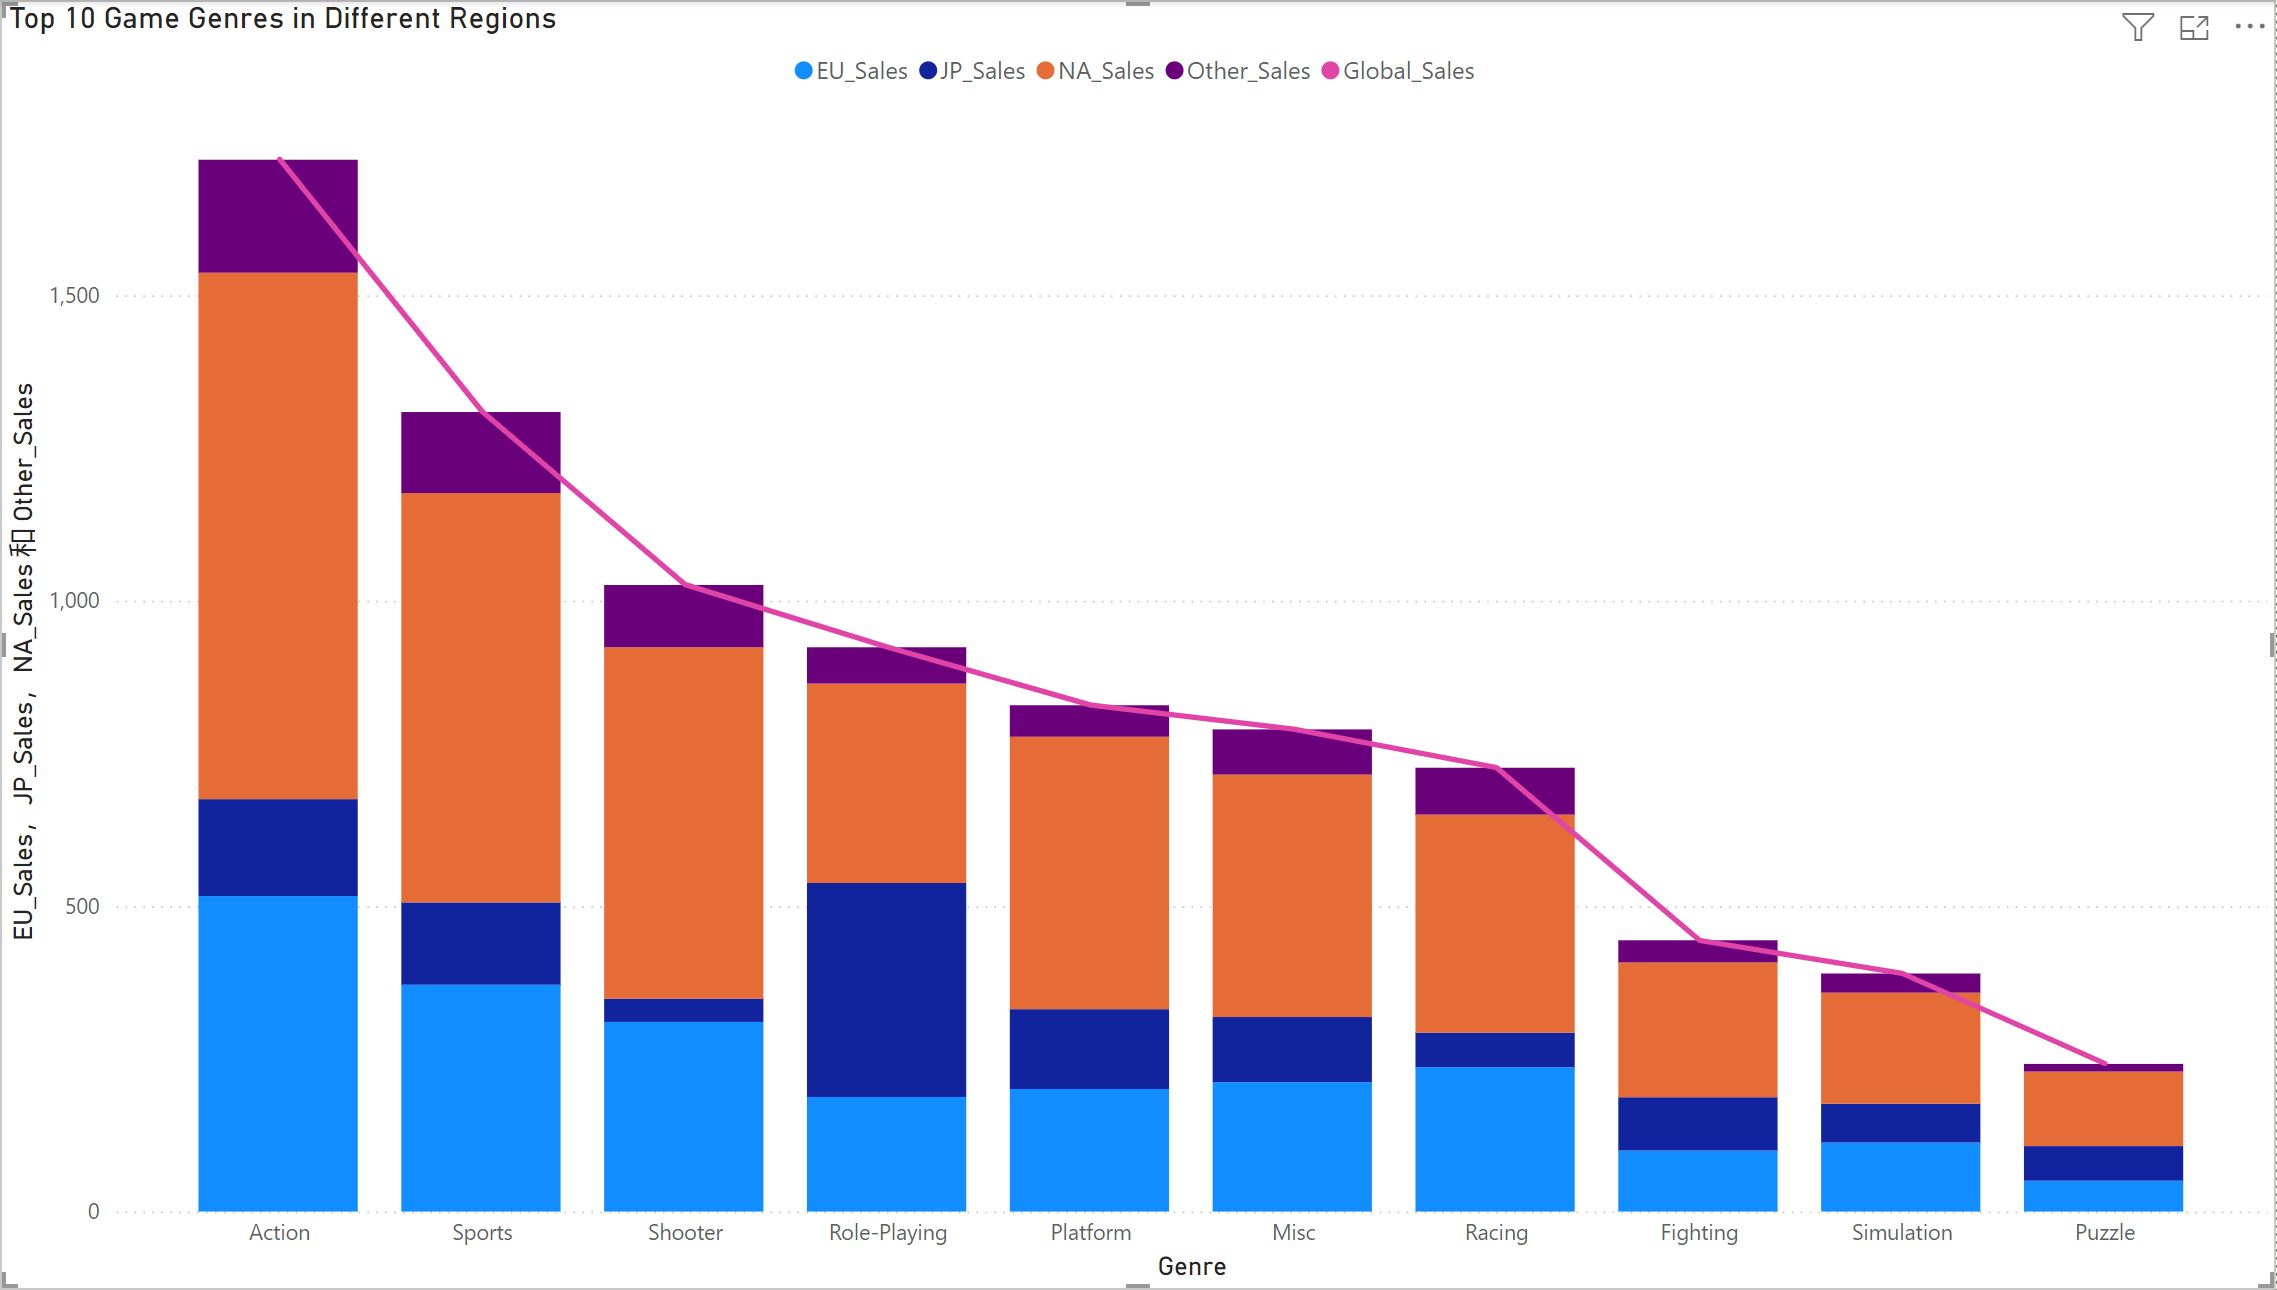 Top 10 Game Genres in Different Regions
EU_Sales JP_Sales NA_Sales Other_Sales Global_Sales
EU_Sales，JP_Sales，NA_Sales 和 Other_Sales
1,500
1,000
500
0
Action Sports Shooter Role-Playing Platform Misc Racing Fighting Simulation Puzzle
Genre